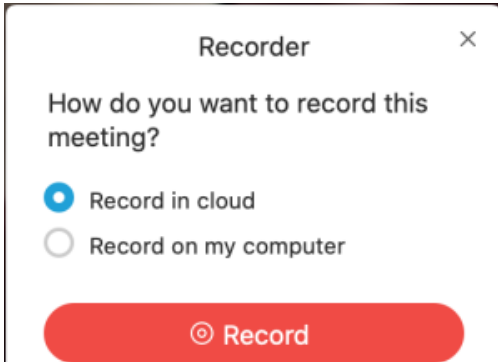 Recorder
How do you want to record this
meeting?
Record in cloud
Record on my computer
Record